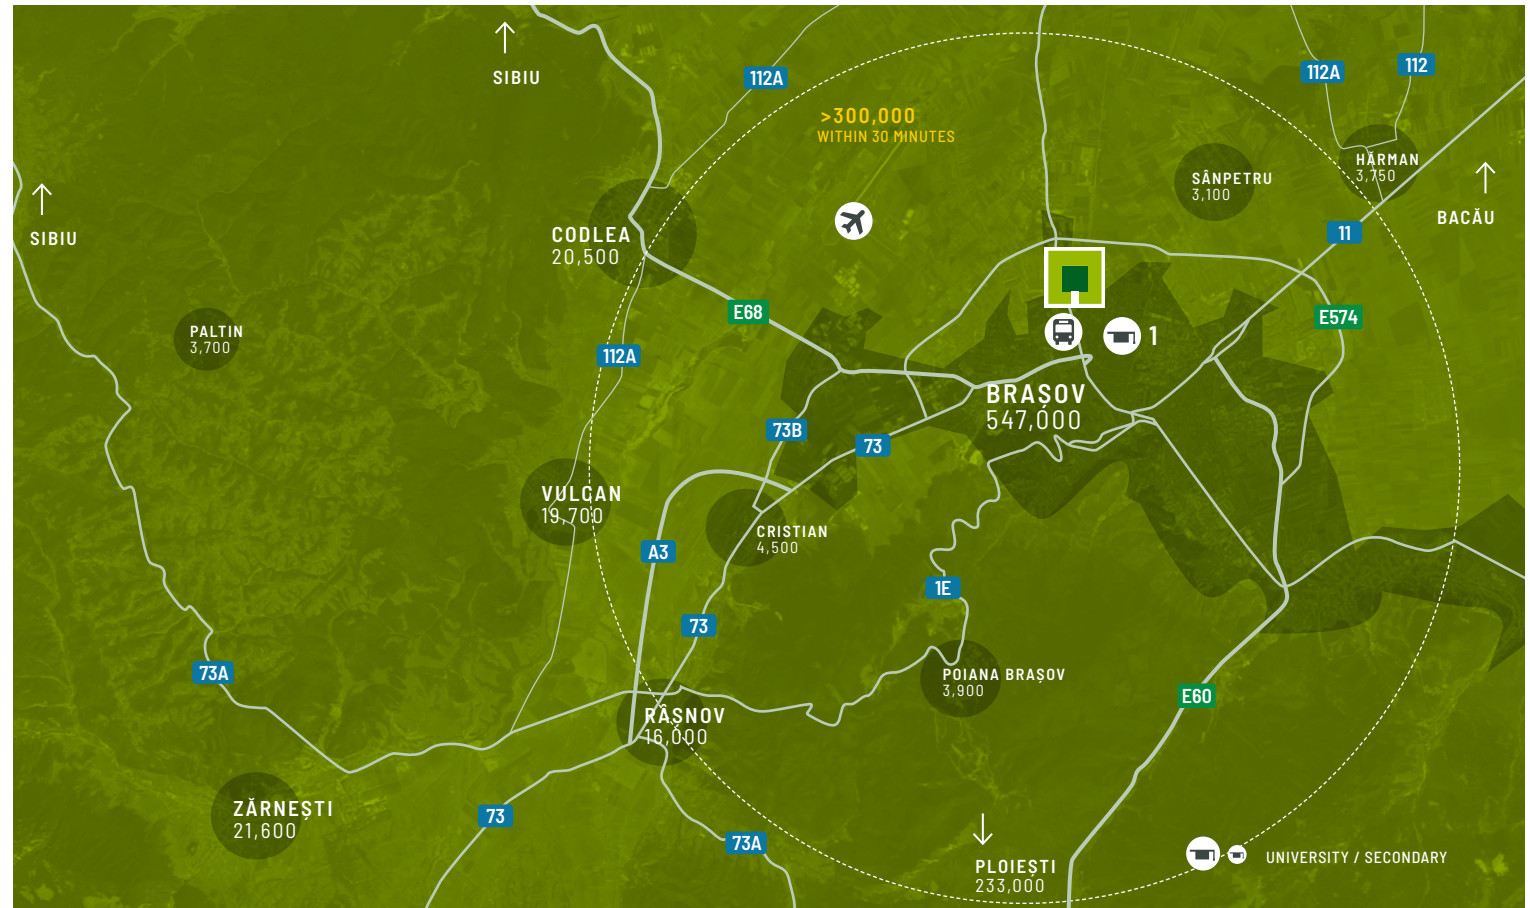 SIBIU
112A
112A
112
>300,000
WITHIN 30 MINUTES
HĂRMAN
3,750
SÂNPETRU
3,100
SIBIU
BACĂU
11
CODLEA
20,500
E68
E574
PALTIN
3,700
1
112A
BRAȘOV
547,000
73B
73
VULCAN
19,700
CRISTIAN
4,500
A3
1E
73
73A
POIANA BRAȘOV
3,900
E60
RÂȘNOV
16,000
ZĂRNEȘTI
21,600
73
73A
PLOIEȘTI
233,000
UNIVERSITY / SECONDARY